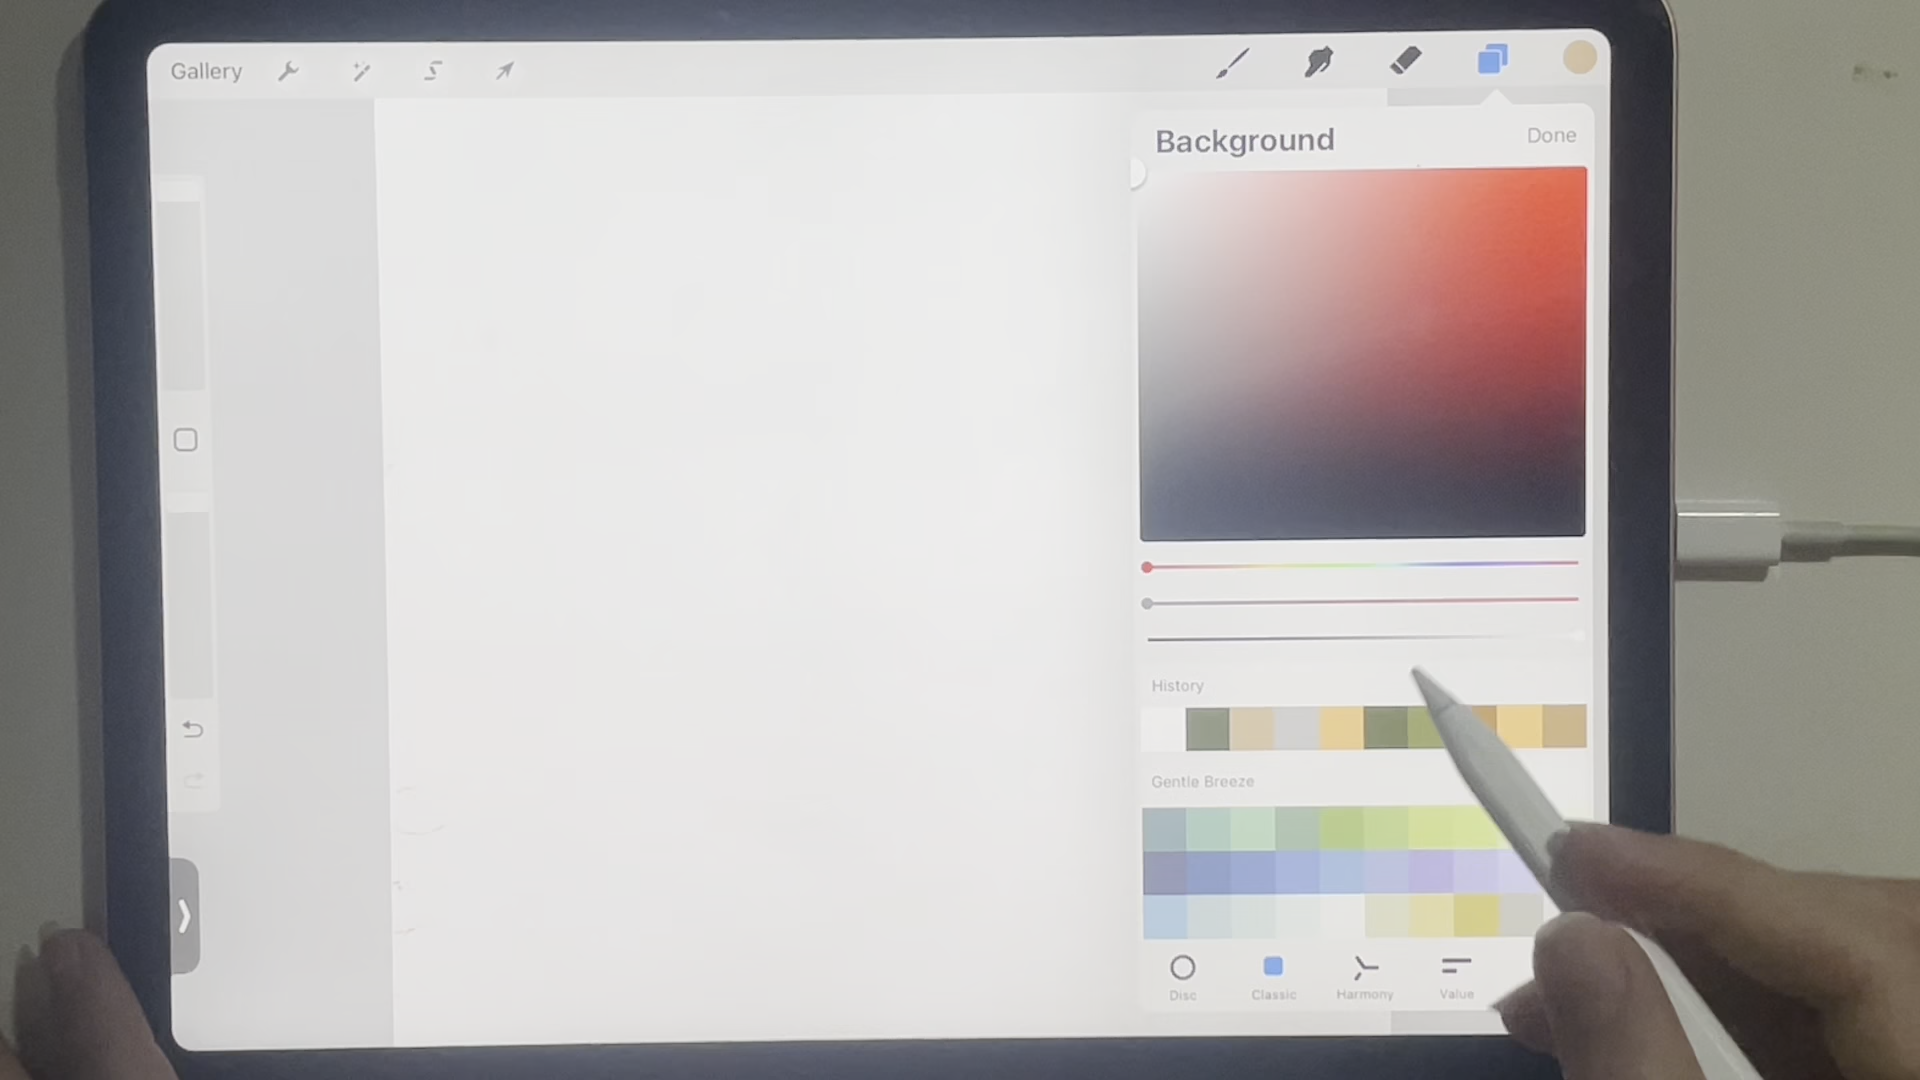 Gallery
Background
Done
History
Gentle Breeze
Disc
Classic
Harmony
Value